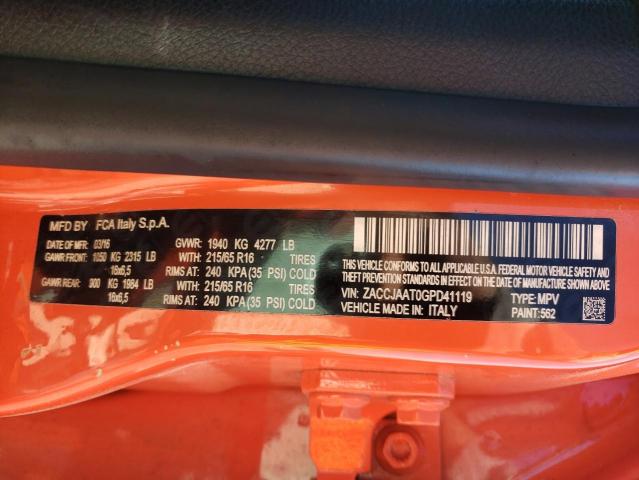 MFD BY FCA Italy S.p.A.
DATE OF MFR: 03/16 GVWR: 1940 KG 4277 LB
GAWR FRONT: 1050 KG 2315 LB WITH: 215/65 R16 TIRES
16x6,5 RIMS AT: 240 KPA(35 PSI) COLD
GAWR REAR: 900 KG 1984 LB WITH: 215/65 R16 TIRES
16x6,5 RIMS AT: 240 KPA(35 PSI) COLD
THIS VEHICLE CONFORMS TO ALL APPLICABLE U.S. FEDERAL MOTOR VEHICLE SAFETY AND
THEFT PREVENTION STANDARDS IN EFFECT ON THE DATE OF MANUFACTURE SHOWN ABOVE
VIN: ZACCJAAT0GPD41119 TYPE: MPV
VEHICLE MADE IN: ITALY PAINT: 562